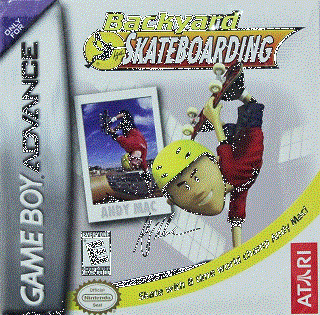 ONLY FOR
GAME BOY ADVANCE
Backyard
SKATEBOARDING
ANDY MAC
E
Official
Nintendo
Seal
ATARI